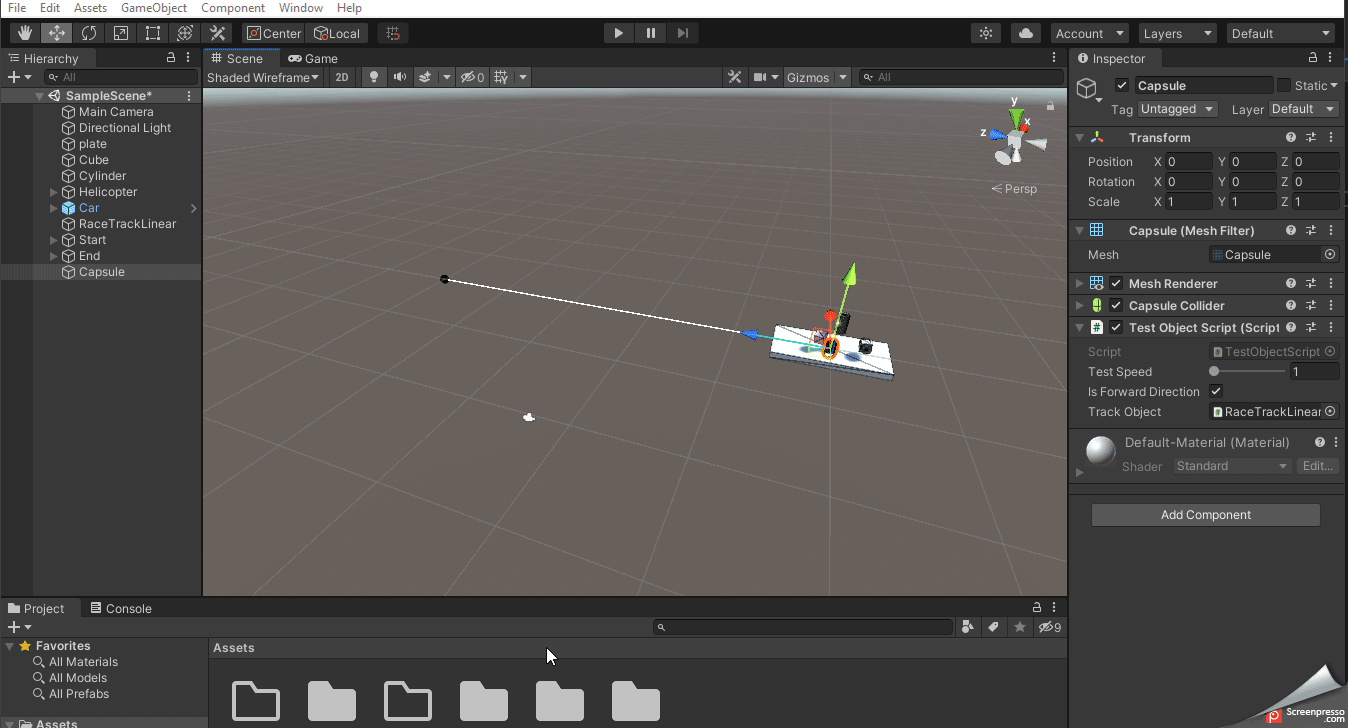 File Edit Assets GameObject Component Window Help
Center Local Account Layers Default
Hierarchy
All
SampleScene*
Main Camera
Directional Light
plate
Cube
Cylinder
Helicopter
Car
RaceTrackLinear
Start
End
Capsule
Scene Game
Shaded Wireframe 2D 0 Gizmos All
y
x
z
Persp
Inspector
Capsule Static
Tag Untagged Layer Default
Transform
Position X 0 Y 0 Z 0
Rotation X 0 Y 0 Z 0
Scale X 1 Y 1 Z 1
Capsule (Mesh Filter)
Mesh Capsule
Mesh Renderer
Capsule Collider
# Test Object Script (Script
Script TestObjectScript
Test Speed 1
Is Forward Direction
Track Object RaceTrackLinear
Default-Material (Material)
Shader Standard Edit...
Add Component
Project Console
9
Favorites
All Materials
All Models
All Prefabs
Assets
Assets
Screenpresso
.com